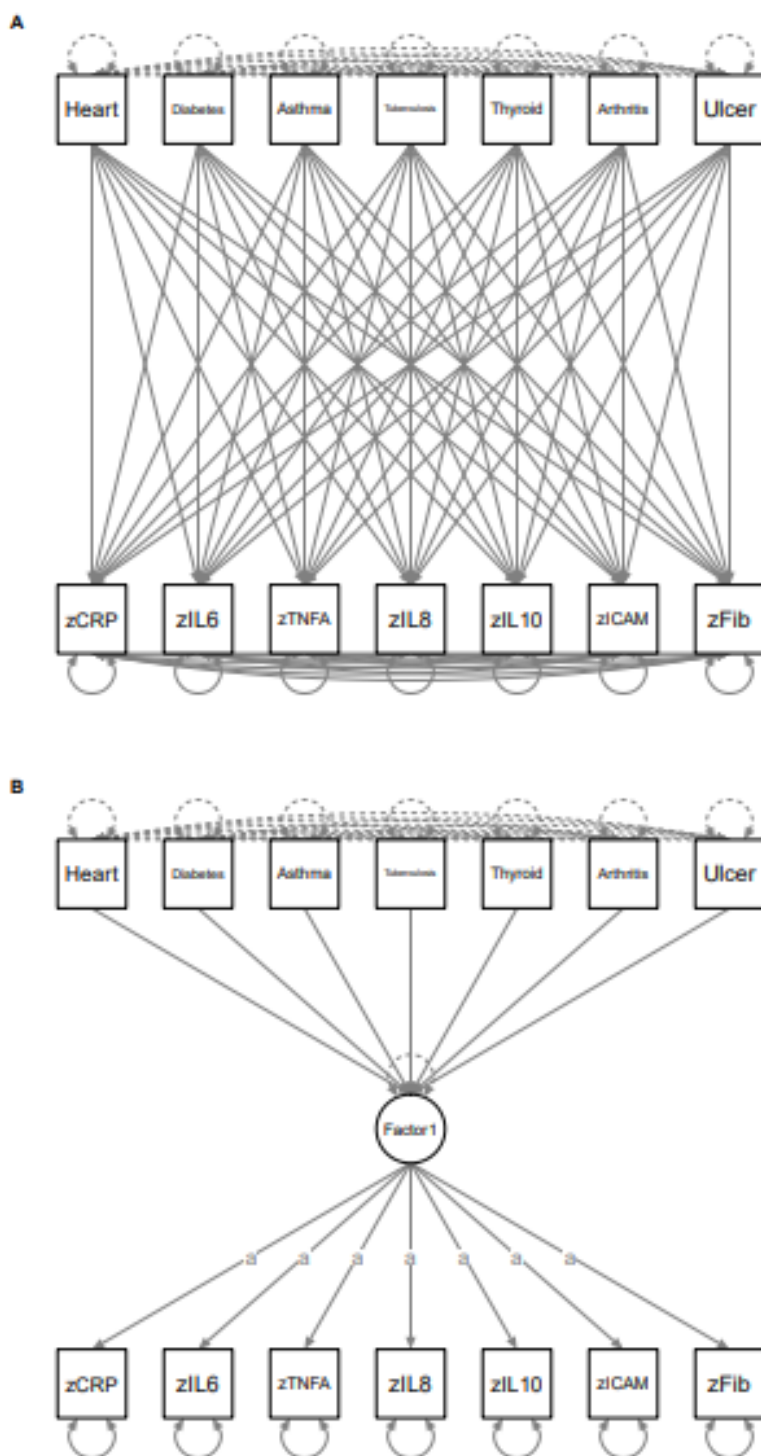 A
Heart Diabetes Asthma Tuberculosis Thyroid Arthritis Ulcer
zCRP zIL6 zTNFA zIL8 zIL10 zICAM zFib
B
Heart Diabetes Asthma Tuberculosis Thyroid Arthritis Ulcer
Factor1
a a a a a a a
zCRP zIL6 zTNFA zIL8 zIL10 zICAM zFib